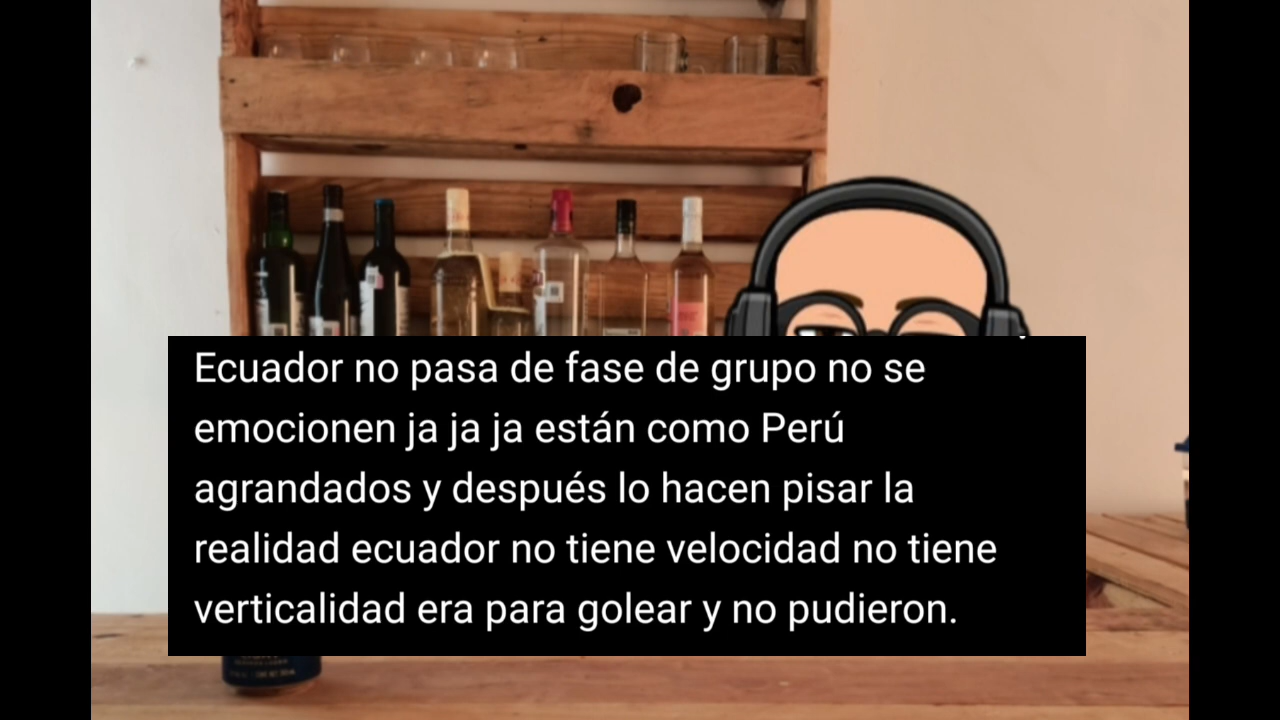 Ecuador no pasa de fase de grupo no se
emocionen ja ja ja están como Perú
agrandados y después lo hacen pisar la
realidad ecuador no tiene velocidad no tiene
verticalidad era para golear y no pudieron.